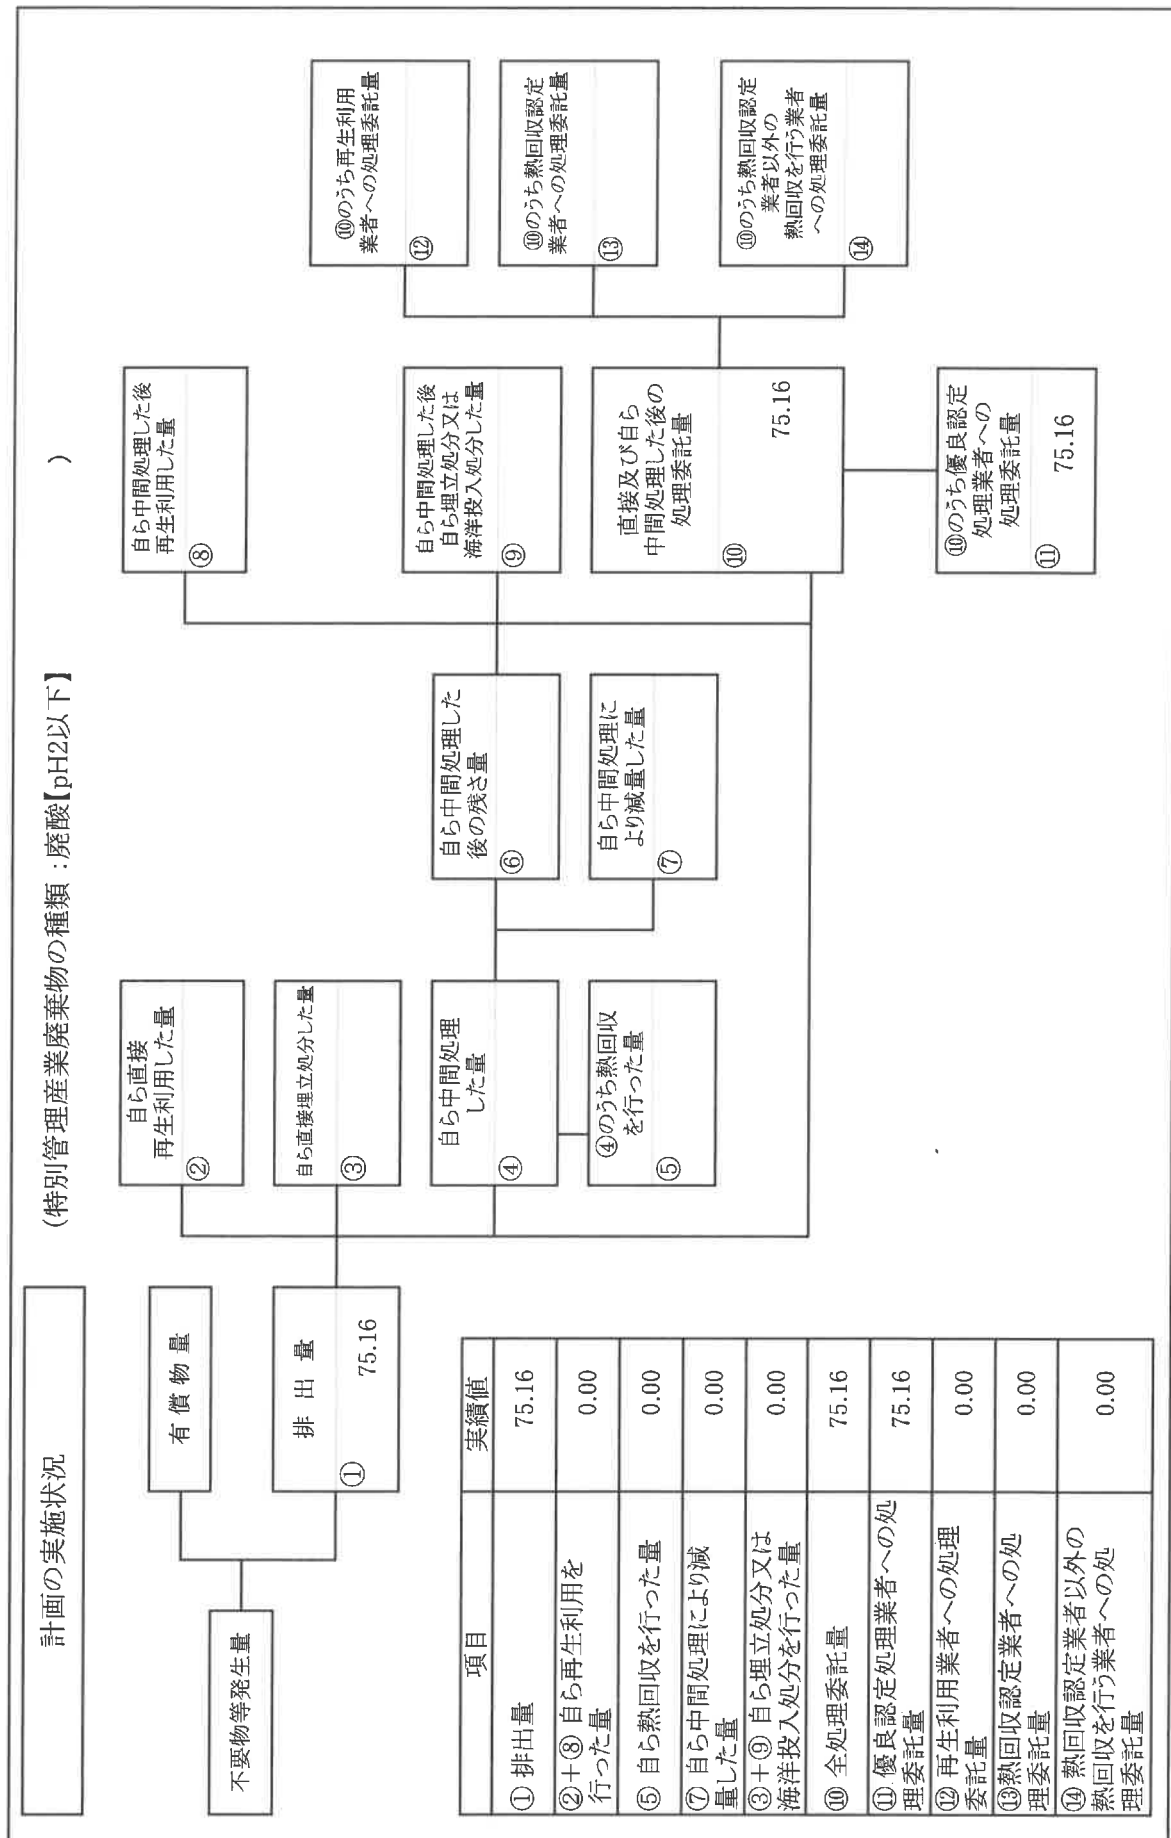 計画の実施状況
(特別管理産業廃棄物の種類 : 廃酸【pH2以下】
)
不要物等発生量
有 償 物 量
排 出 量
①
75.16
自ら直接
再生利用した量
②
自ら直接埋立処分した量
③
自ら中間処理
した量
④
④のうち熱回収
を行った量
⑤
自ら中間処理した
後の残さ量
⑥
自ら中間処理に
より減量した量
⑦
自ら中間処理した後
再生利用した量
⑧
自ら中間処理した後
自ら埋立処分又は
海洋投入処分した量
⑨
直接及び自ら
中間処理した後の
処理委託量
⑩
75.16
⑩のうち優良認定
処理業者への
処理委託量
⑪
75.16
⑩のうち再生利用
業者への処理委託量
⑫
⑩のうち熱回収認定
業者への処理委託量
⑬
⑩のうち熱回収認定
業者以外の
熱回収を行う業者
への処理委託量
⑭
項目 実績値
① 排出量 75.16
②+⑧ 自ら再生利用を
行った量 0.00
⑤ 自ら熱回収を行った量 0.00
⑦ 自ら中間処理により減
量した量 0.00
③+⑨ 自ら埋立処分又は
海洋投入処分を行った量 0.00
⑩ 全処理委託量 75.16
⑪ 優良認定処理業者への処
理委託量 75.16
⑫ 再生利用業者への処理
委託量 0.00
⑬熱回収認定業者への処
理委託量 0.00
⑭ 熱回収認定業者以外の
熱回収を行う業者への処
理委託量 0.00